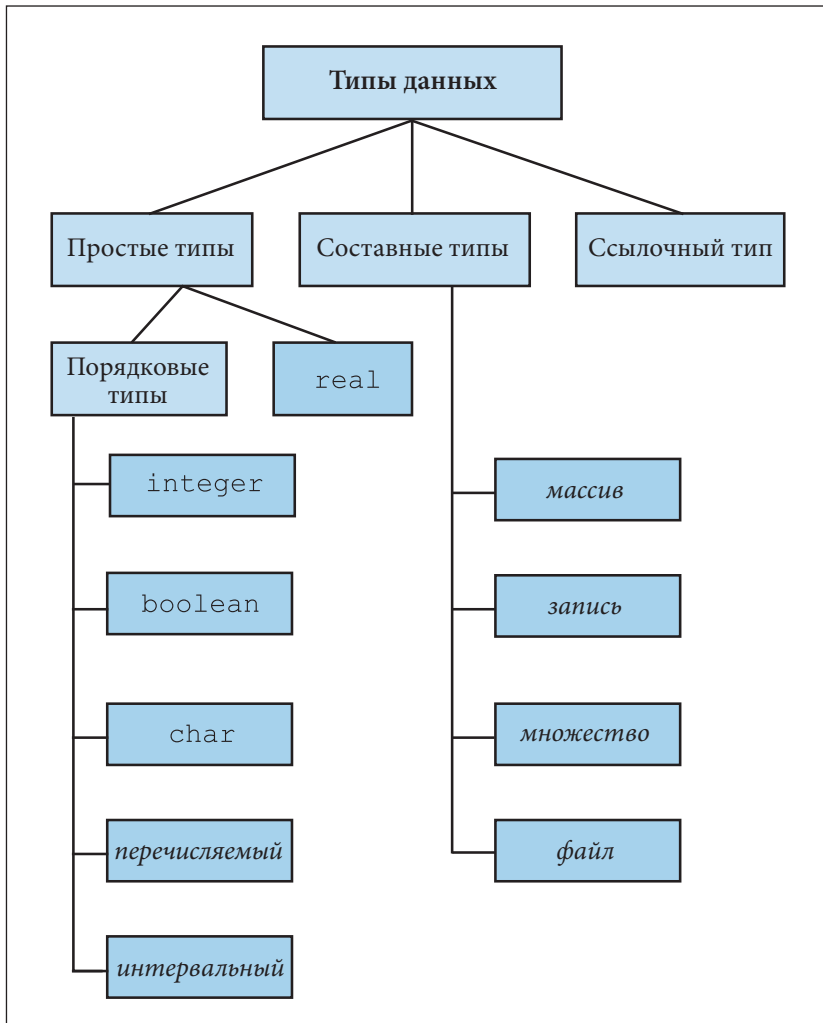 Типы данных
Простые типы
Составные типы
Ссылочный тип
Порядковые
типы
real
integer
массив
boolean
запись
char
множество
перечисляемый
файл
интервальный